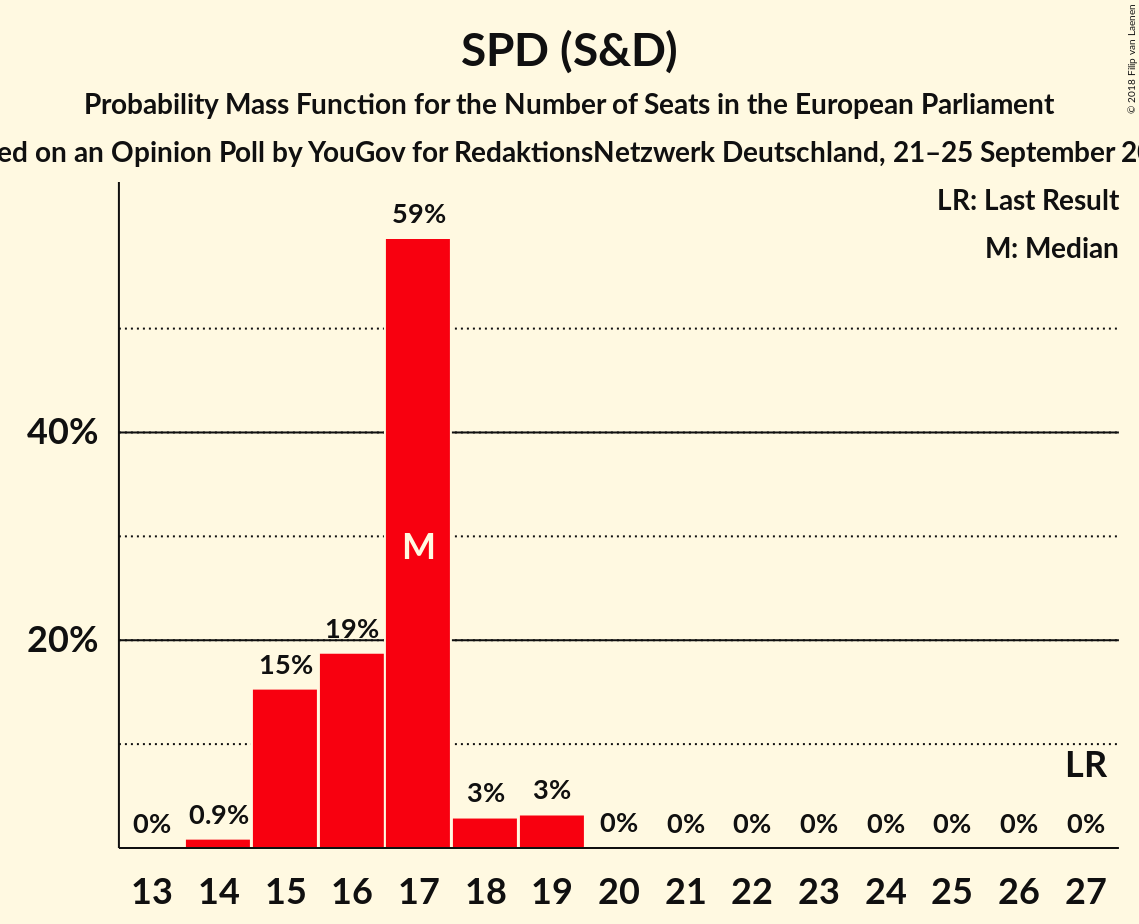 SPD (S&D)
Probability Mass Function for the Number of Seats in the European Parliament
ed on an Opinion Poll by YouGov for RedaktionsNetzwerk Deutschland, 21–25 September 20
© 2018 Filip van Laenen
LR: Last Result
M: Median
59%
40%
M
20%
19%
15%
LR
0% 0.9% 3% 3% 0% 0% 0% 0% 0% 0% 0% 0%
13 14 15 16 17 18 19 20 21 22 23 24 25 26 27